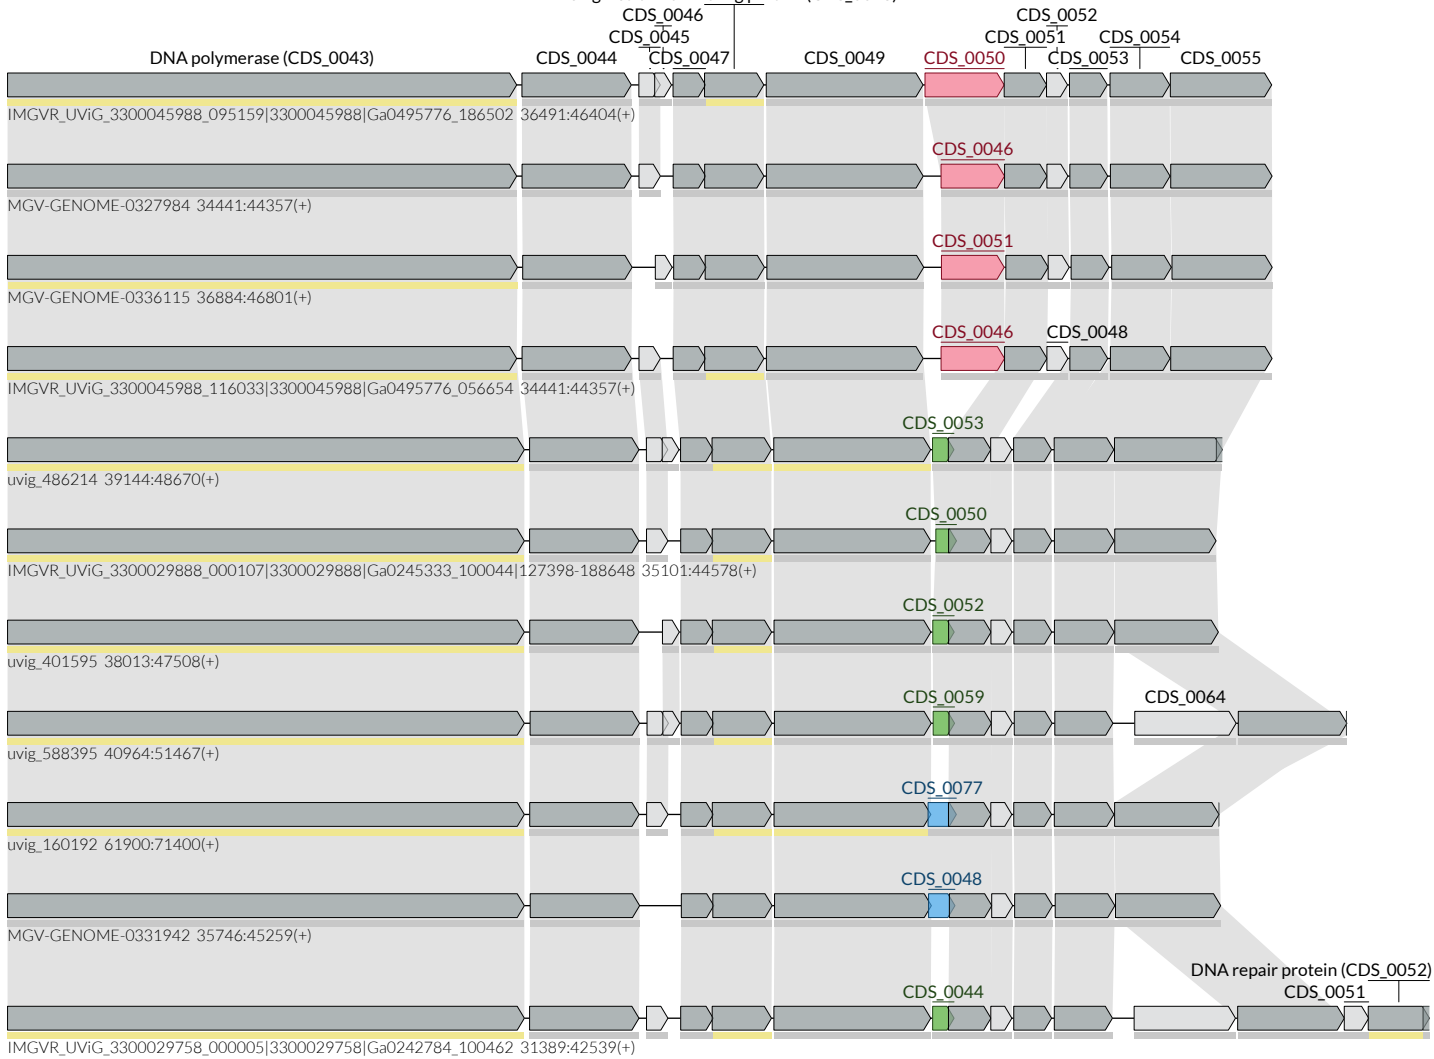 CDS_0046
CDS_0052
CDS_0045
CDS_0051
CDS_0054
DNA polymerase (CDS_0043)
CDS_0044
CDS_0047
CDS_0049
CDS_0050
CDS_0053
CDS_0055
IMGVR_UViG_3300045988_095159|3300045988|Ga0495776_186502 36491:46404(+)
CDS_0046
MGV-GENOME-0327984 34441:44357(+)
CDS_0051
MGV-GENOME-0336115 36884:46801(+)
CDS_0046
CDS_0048
IMGVR_UViG_3300045988_116033|3300045988|Ga0495776_056654 34441:44357(+)
CDS_0053
uvig_486214 39144:48670(+)
CDS_0050
IMGVR_UViG_3300029888_000107|3300029888|Ga0245333_100044|127398-188648 35101:44578(+)
CDS_0052
uvig_401595 38013:47508(+)
CDS_0059
CDS_0064
uvig_588395 40964:51467(+)
CDS_0077
uvig_160192 61900:71400(+)
CDS_0048
MGV-GENOME-0331942 35746:45259(+)
DNA repair protein (CDS_0052)
CDS_0044
CDS_0051
IMGVR_UViG_3300029758_000005|3300029758|Ga0242784_100462 31389:42539(+)